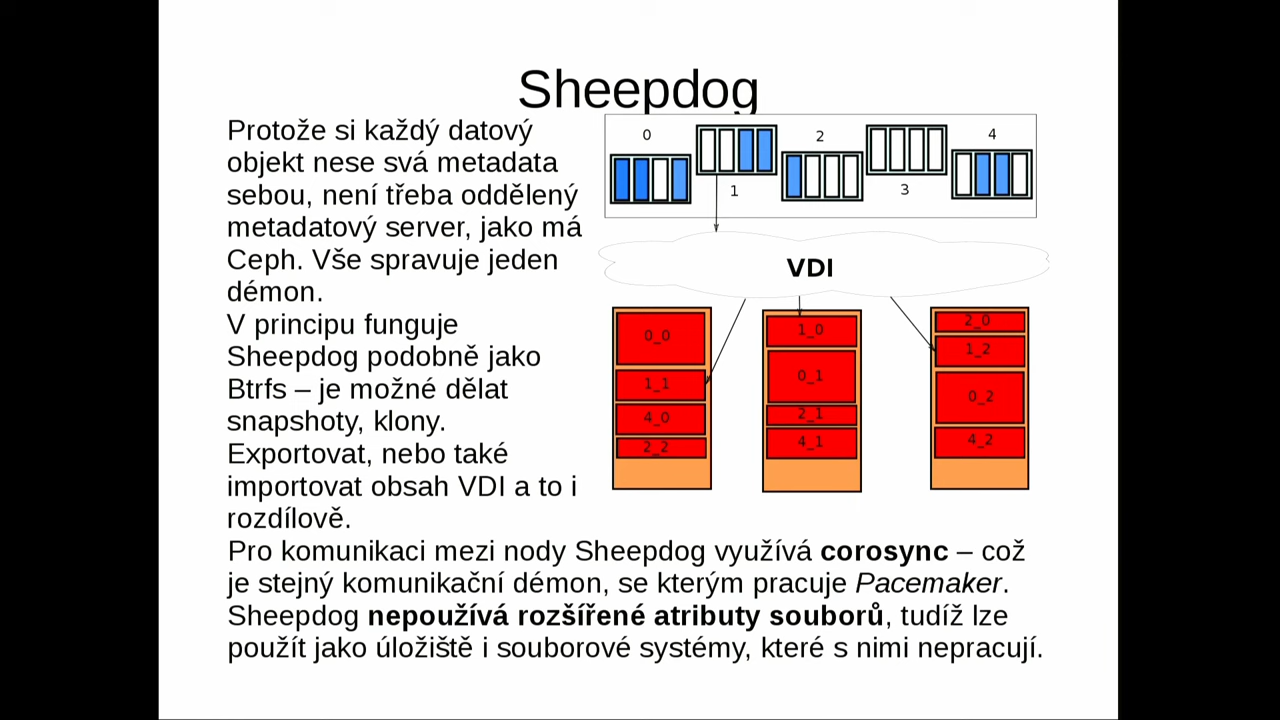 Sheepdog
Protože si každý datový
objekt nese svá metadata
sebou, není třeba oddělený
metadatový server, jako má
Ceph. Vše spravuje jeden
démon.
V principu funguje
Sheepdog podobně jako
Btrfs – je možné dělat
snapshoty, klony.
Exportovat, nebo také
importovat obsah VDI a to i
rozdílově.
Pro komunikaci mezi nody Sheepdog využívá corosync – což
je stejný komunikační démon, se kterým pracuje Pacemaker.
Sheepdog nepoužívá rozšířené atributy souborů, tudíž lze
použít jako úložiště i souborové systémy, které s nimi nepracují.
0
1
2
3
4
VDI
0_0
1_1
4_0
2_2
1_0
0_1
2_1
4_1
2_0
1_2
0_2
4_2